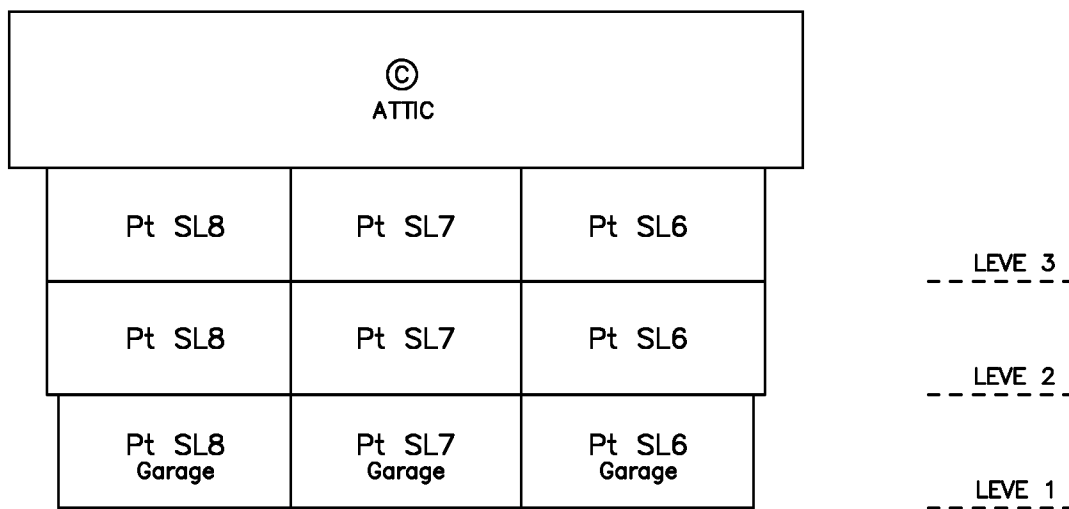 ©
ATTIC
Pt SL8 Pt SL7 Pt SL6
LEVE 3
Pt SL8 Pt SL7 Pt SL6
LEVE 2
Pt SL8 Pt SL7 Pt SL6
Garage Garage Garage
LEVE 1